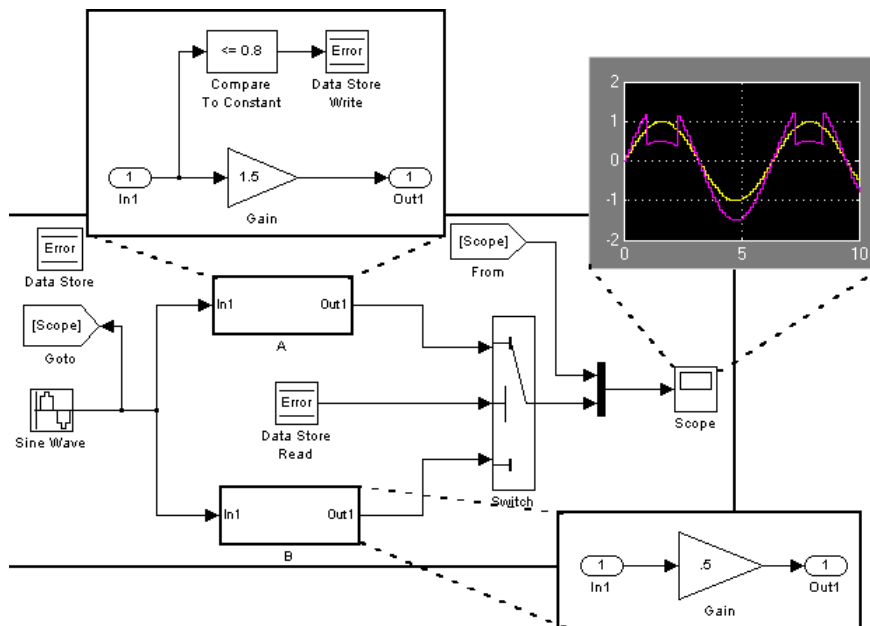 <= 0.8
Error
Compare
To Constant
Data Store
Write
1
In1
1.5
Gain
1
Out1
2
1
0
-1
-2
0
5
10
Error
Data Store
[Scope]
From
[Scope]
Goto
In1
Out1
A
Sine Wave
Error
Data Store
Read
Switch
Scope
In1
Out1
B
1
In1
.5
Gain
1
Out1